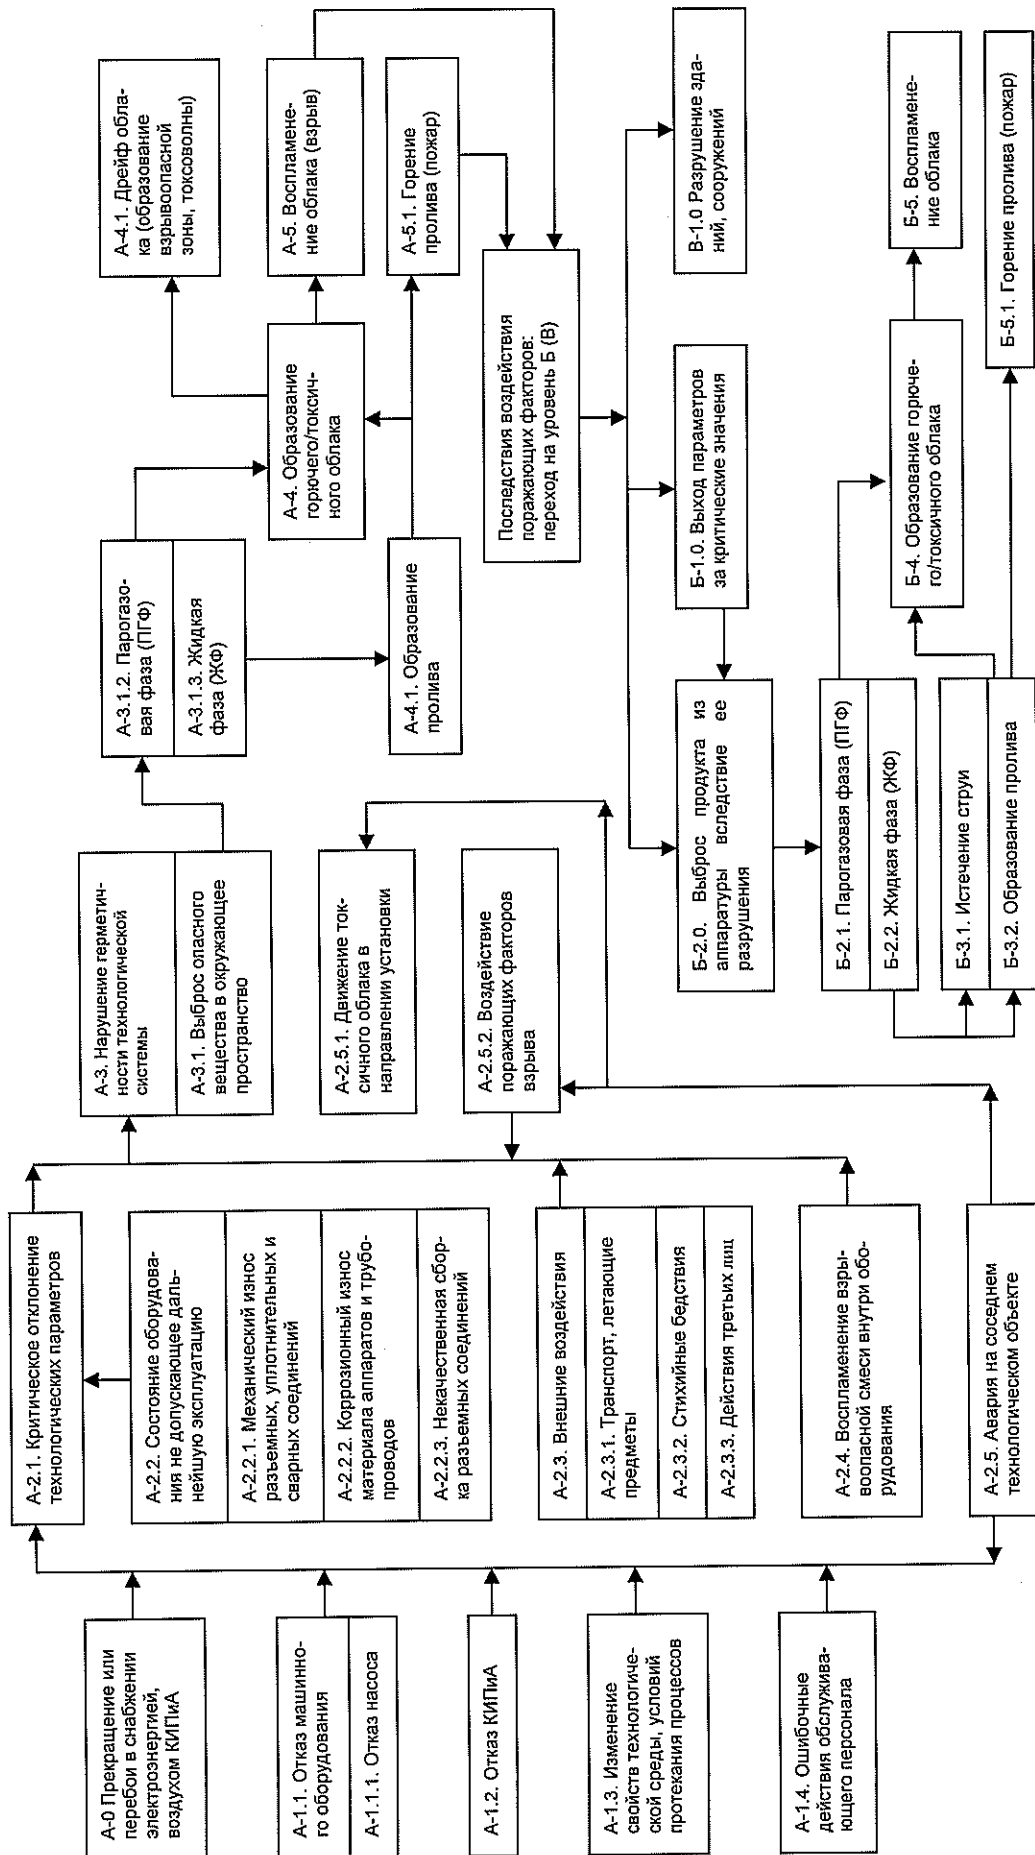 А-0 Прекращение или
перебои в снабжении
электроэнергией,
воздухом КИПиА
А-1.1. Отказ машинно-
го оборудования
А-1.1.1. Отказ насоса
А-1.2. Отказ КИПиА
А-1.3. Изменение
свойств технологиче-
ской среды, условий
протекания процессов
А-1.4. Ошибочные
действия обслужива-
ющего персонала
А-2.1. Критическое отклонение
технологических параметров
А-2.2. Состояние оборудова-
ния не допускающее даль-
нейшую эксплуатацию
А-2.2.1. Механический износ
разъемных, уплотнительных и
сварных соединений
А-2.2.2. Коррозионный износ
материала аппаратов и трубо-
проводов
А-2.2.3. Некачественная сбор-
ка разъемных соединений
А-2.3. Внешние воздействия
А-2.3.1. Транспорт, летающие
предметы
А-2.3.2. Стихийные бедствия
А-2.3.3. Действия третьих лиц
А-2.4. Воспламенение взры-
воопасной смеси внутри обо-
рудования
А-2.5. Авария на соседнем
технологическом объекте
А-3. Нарушение герметич-
ности технологической
системы
А-3.1. Выброс опасного
вещества в окружающее
пространство
А-2.5.1. Движение ток-
сичного облака в
направлении установки
А-2.5.2. Воздействие
поражающих факторов
взрыва
А-3.1.2. Парогазо-
вая фаза (ПГФ)
А-3.1.3. Жидкая
фаза (ЖФ)
А-4.1. Образование
пролива
А-4. Образование
горючего/токсич-
ного облака
А-4.1. Дрейф обла-
ка (образование
взрывоопасной
зоны, токсоволны)
А-5. Воспламене-
ние облака (взрыв)
А-5.1. Горение
пролива (пожар)
Последствия воздействия
поражающих факторов:
переход на уровень Б (В)
Б-2.0. Выброс продукта из
аппаратуры вследствие ее
разрушения
Б-1.0. Выход параметров
за критические значения
В-1.0 Разрушение зда-
ний, сооружений
Б-2.1. Парогазовая фаза (ПГФ)
Б-2.2. Жидкая фаза (ЖФ)
Б-3.1. Истечение струи
Б-3.2. Образование пролива
Б-4. Образование горюче-
го/токсичного облака
Б-5. Воспламене-
ние облака
Б-5.1. Горение пролива (пожар)